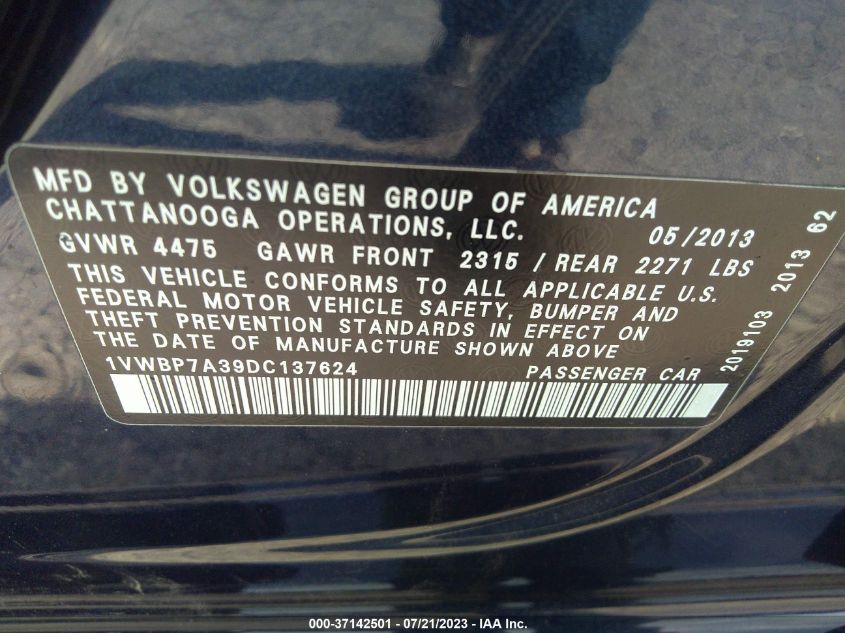 MFD BY VOLKSWAGEN GROUP OF AMERICA
CHATTANOOGA OPERATIONS, LLC. 05/2013
GVWR 4475 GAWR FRONT 2315 / REAR 2271 LBS
THIS VEHICLE CONFORMS TO ALL APPLICABLE U.S.
FEDERAL MOTOR VEHICLE SAFETY, BUMPER AND
THEFT PREVENTION STANDARDS IN EFFECT ON
THE DATE OF MANUFACTURE SHOWN ABOVE
1VWBP7A39DC137624 PASSENGER CAR
2019103 2013 62
000-37142501 - 07/21/2023 - IAA Inc.